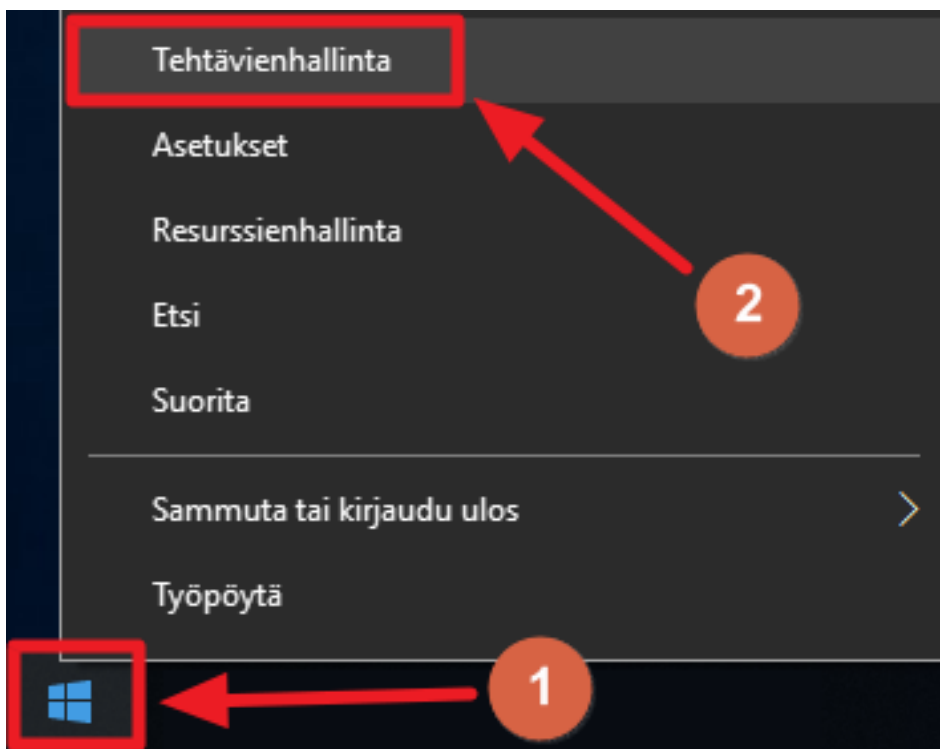 Tehtävienhallinta
Asetukset
Resurssienhallinta
Etsi
2
Suorita
Sammuta tai kirjaudu ulos
Työpöytä
1